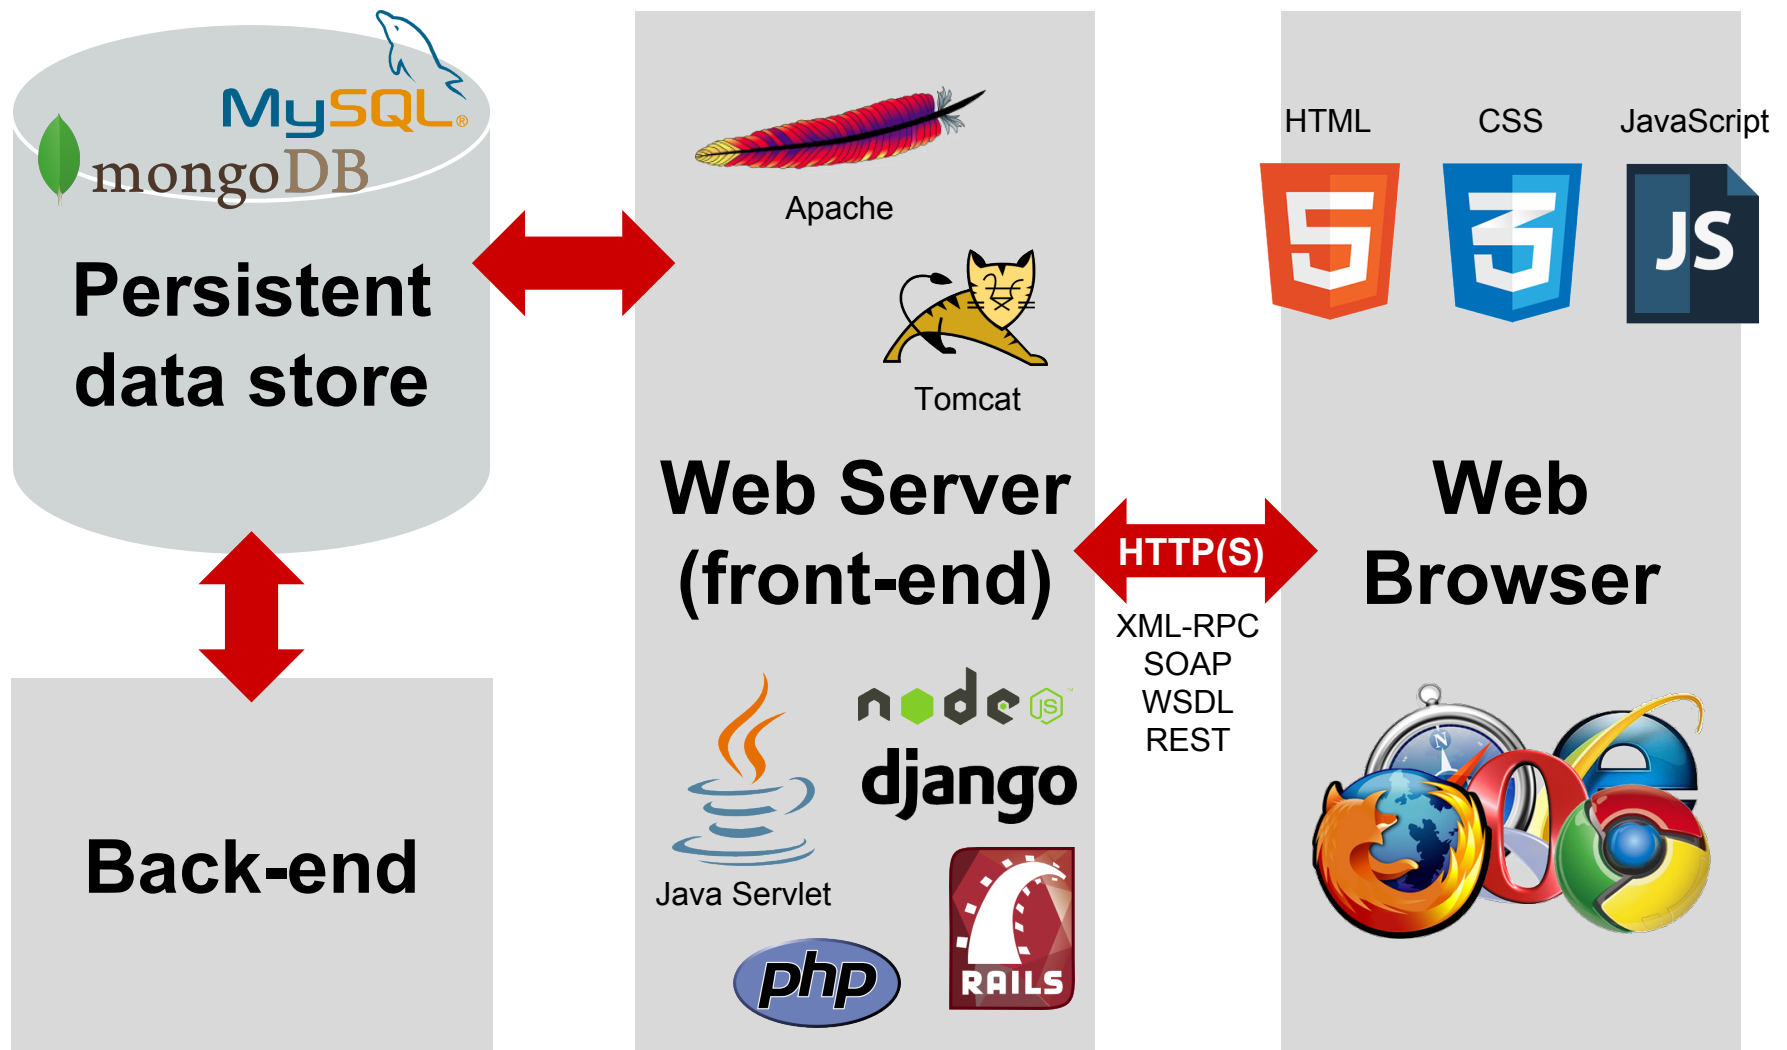 MySQL®
mongoDB
Persistent
data store
Back-end
Apache
Tomcat
Web Server
(front-end)
node JS™
django
Java Servlet
RAILS
php
HTTP(S)
XML-RPC
SOAP
WSDL
REST
HTML CSS JavaScript
5 3 JS
Web
Browser
N